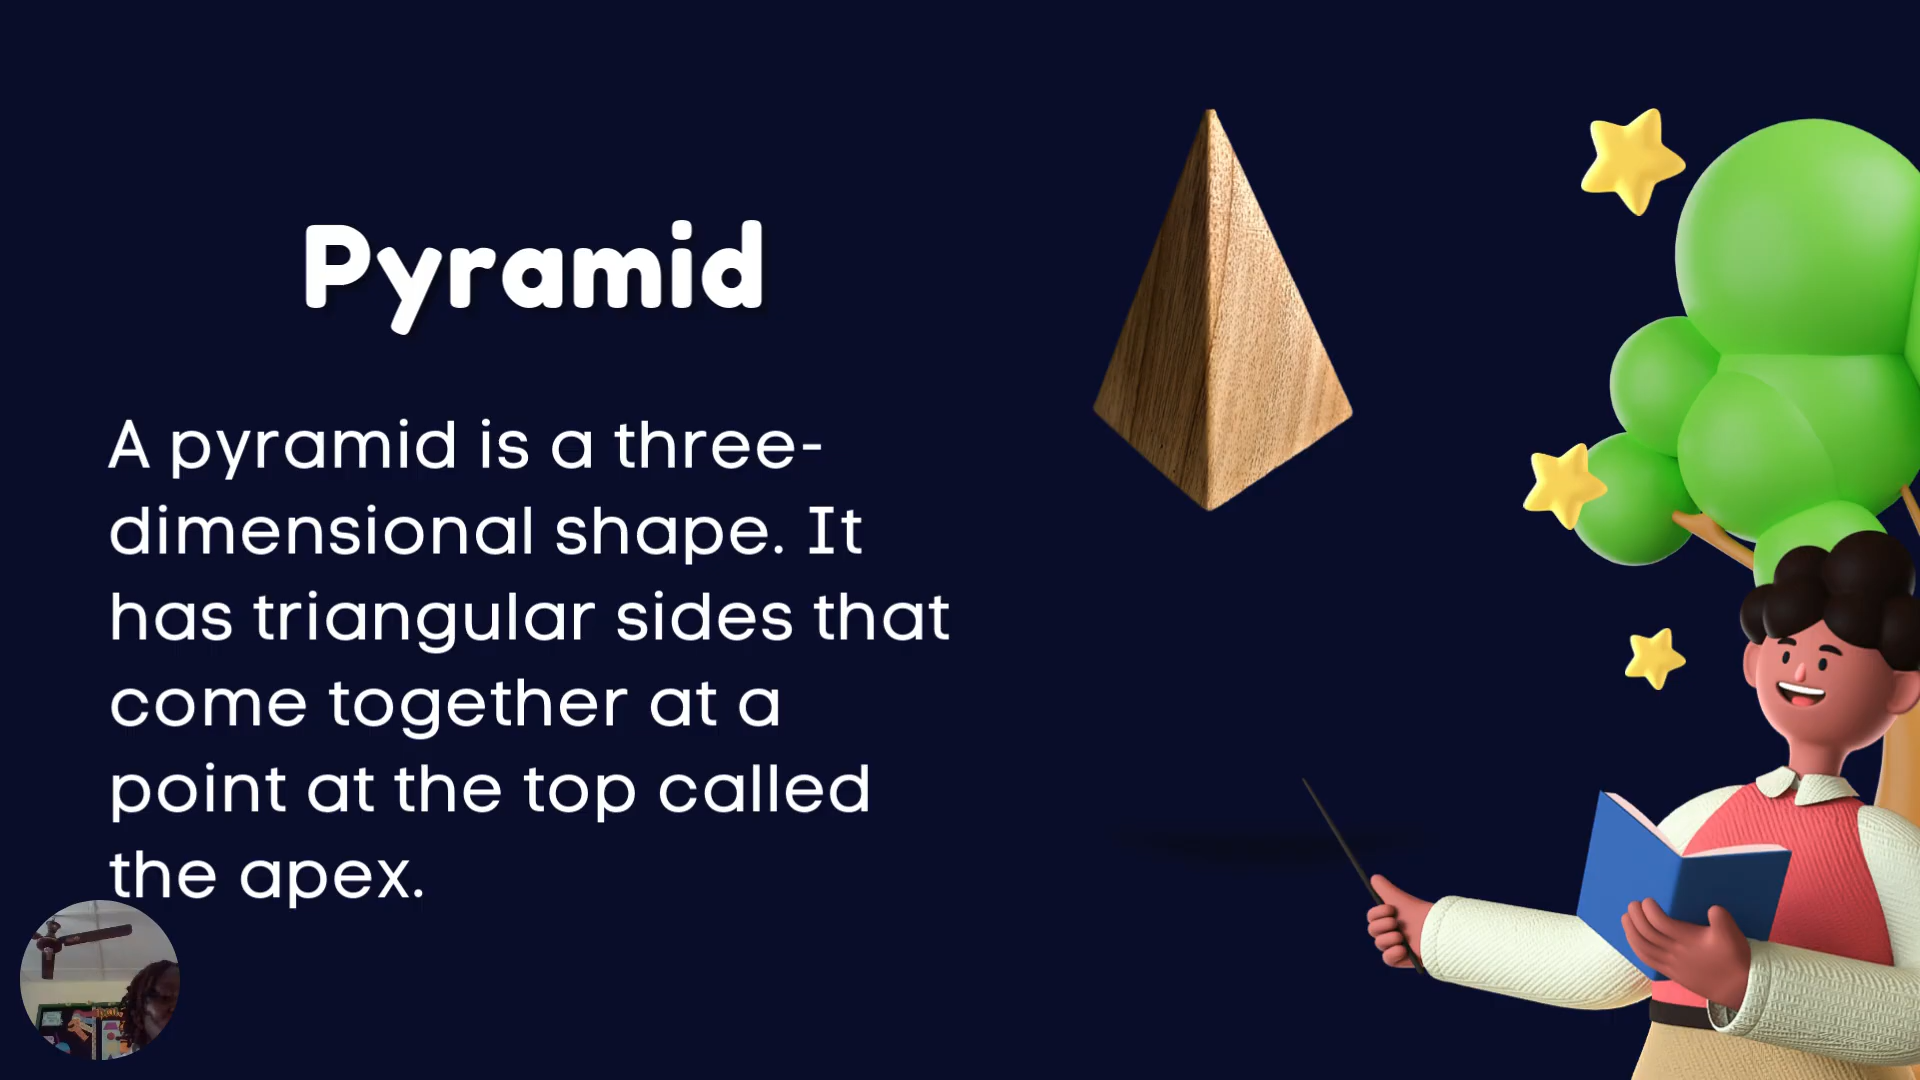 Pyramid
A pyramid is a three-
dimensional shape. It
has triangular sides that
come together at a
point at the top called
the apex.